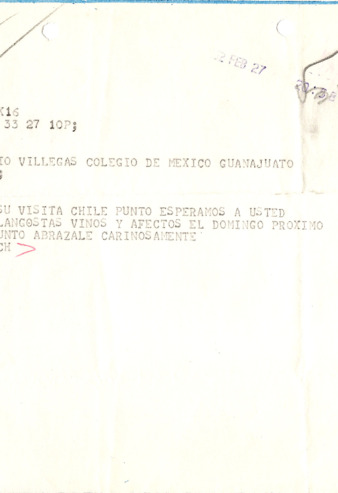 2 FEB 27
X16
33 27 10P;
IO VILLEGAS COLEGIO DE MEXICO GUANAJUATO
;
SU VISITA CHILE PUNTO ESPERAMOS A USTED
LANGOSTAS VINOS Y AFECTOS EL DOMINGO PROXIMO
UNTO ABRAZALE CARINOSAMENTE
CH